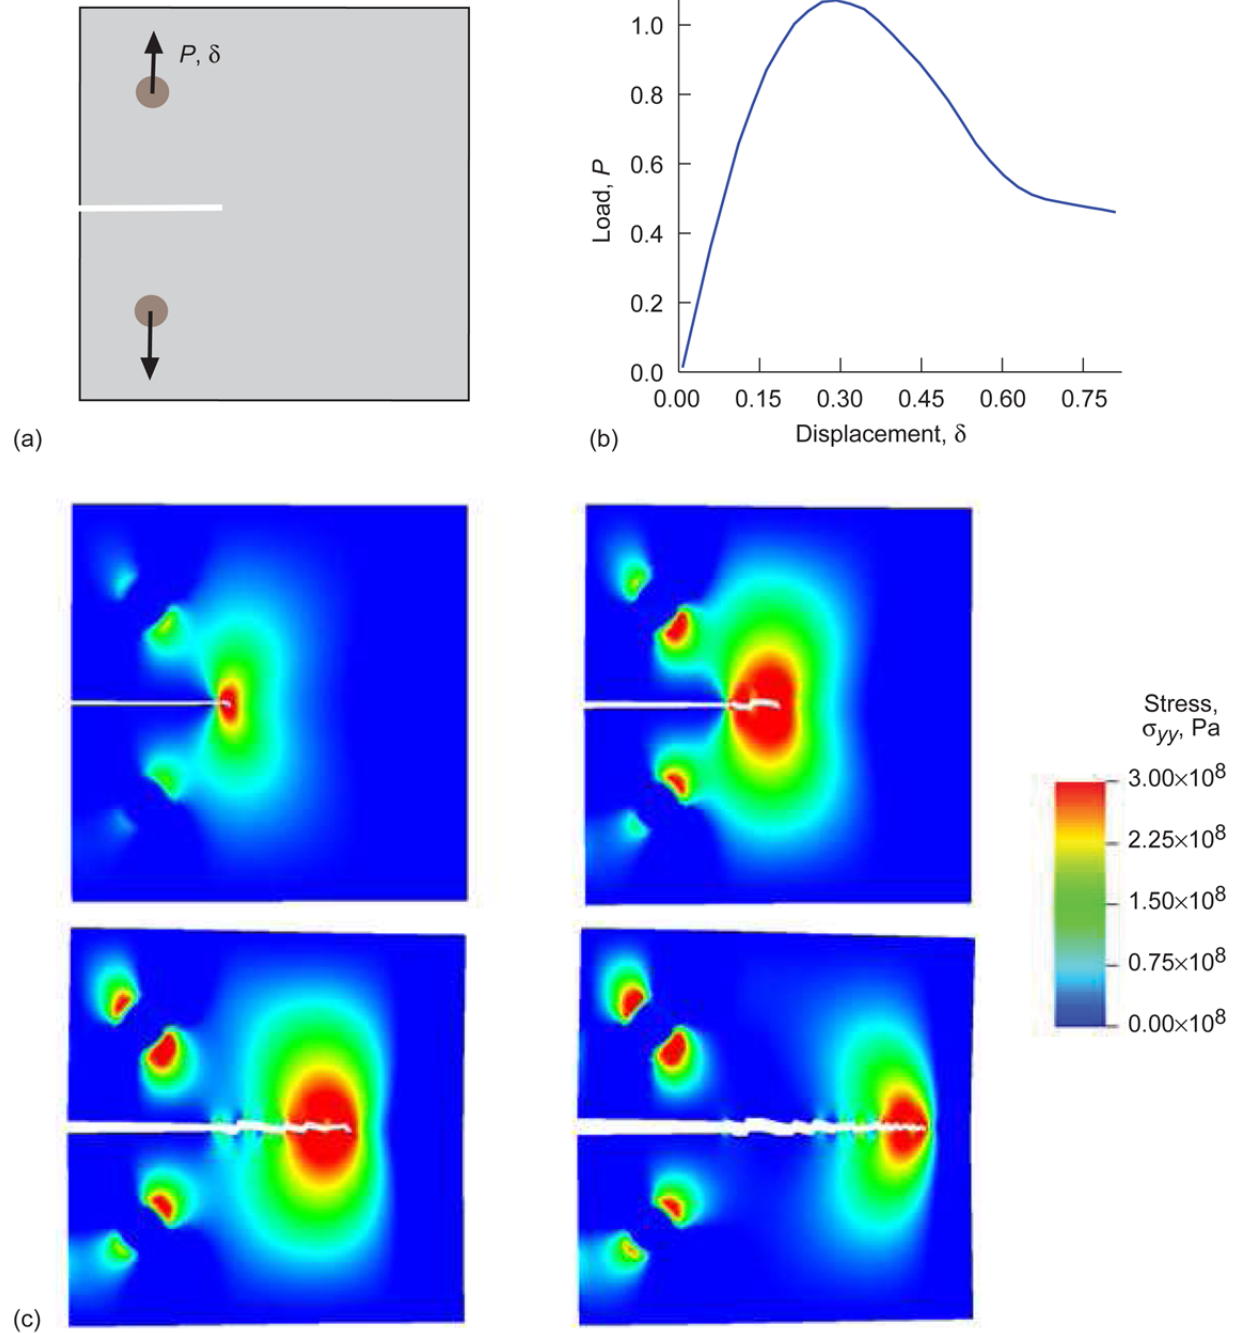 P, δ
(a)
1.0
0.8
0.6
0.4
0.2
0.0
Load, P
0.00 0.15 0.30 0.45 0.60 0.75
Displacement, δ
(b)
Stress,
σyy, Pa
3.00×10⁸
2.25×10⁸
1.50×10⁸
0.75×10⁸
0.00×10⁸
(c)